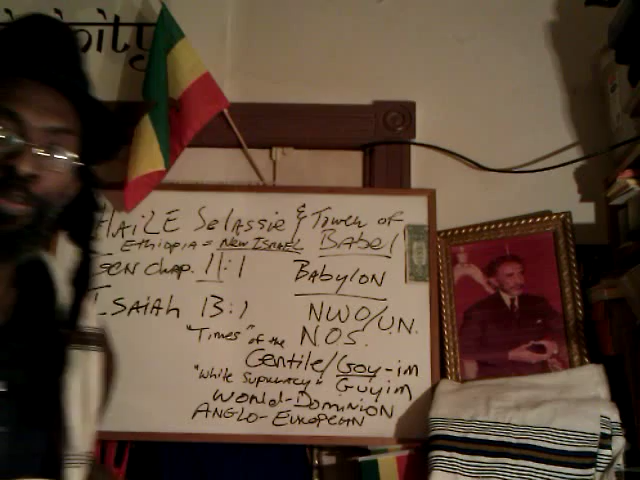 HAiLE Selassie & Tower of
Ethiopia = New ISRAEL Babel
GEN Chap. 11:1 BABYLON
ISAIAH 13:1 NWO/U.N.
"Times" of the NOS.
Gentile/Goy-im
"White Supremacy" Guyim
WORLD-DOMINION
ANGLO-EUROPEAN